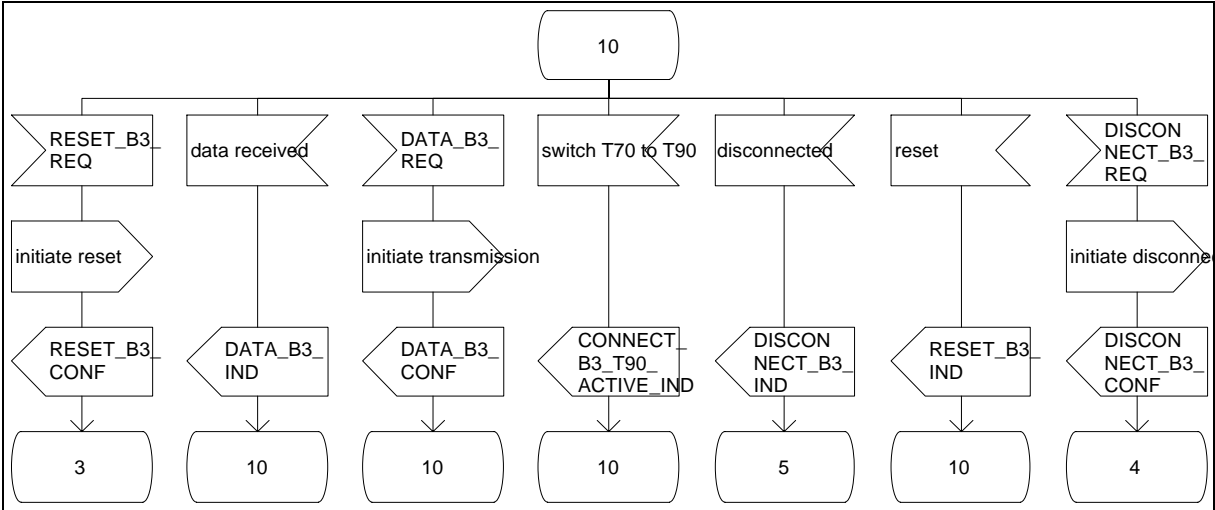 10
RESET_B3_
REQ
data received
DATA_B3_
REQ
switch T70 to T90
disconnected
reset
DISCON
NECT_B3_
REQ
initiate reset
initiate transmission
initiate disconne
RESET_B3_
CONF
DATA_B3_
IND
DATA_B3_
CONF
CONNECT_
B3_T90_
ACTIVE_IND
DISCON
NECT_B3_
IND
RESET_B3_
IND
DISCON
NECT_B3_
CONF
3
10
10
10
5
10
4